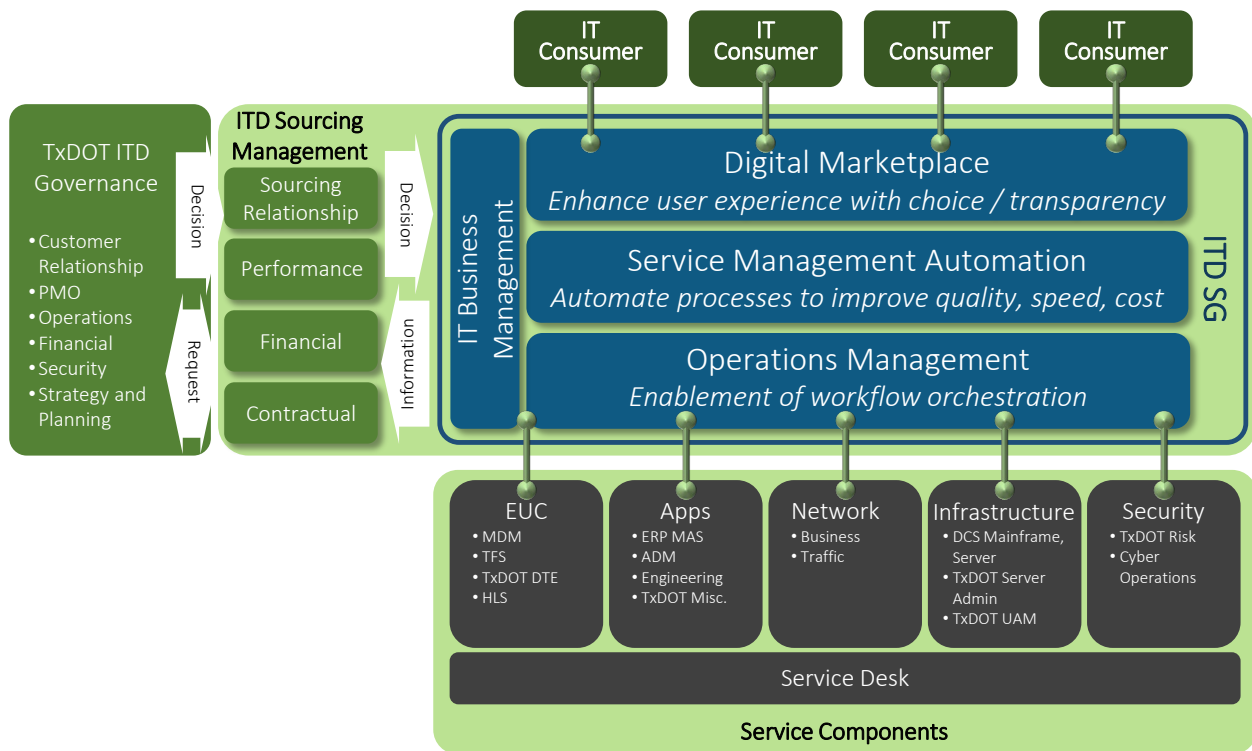 IT
Consumer
IT
Consumer
IT
Consumer
IT
Consumer
TxDOT ITD
Governance
• Customer
Relationship
• PMO
• Operations
• Financial
• Security
• Strategy and
Planning
Decision
Request
ITD Sourcing
Management
Sourcing
Relationship
Performance
Financial
Contractual
Decision
Information
IT Business
Management
Digital Marketplace
Enhance user experience with choice / transparency
Service Management Automation
Automate processes to improve quality, speed, cost
Operations Management
Enablement of workflow orchestration
ITD SG
EUC
• MDM
• TFS
• TxDOT DTE
• HLS
Apps
• ERP MAS
• ADM
• Engineering
• TxDOT Misc.
Network
• Business
• Traffic
Infrastructure
• DCS Mainframe,
Server
• TxDOT Server
Admin
• TxDOT UAM
Security
• TxDOT Risk
• Cyber
Operations
Service Desk
Service Components